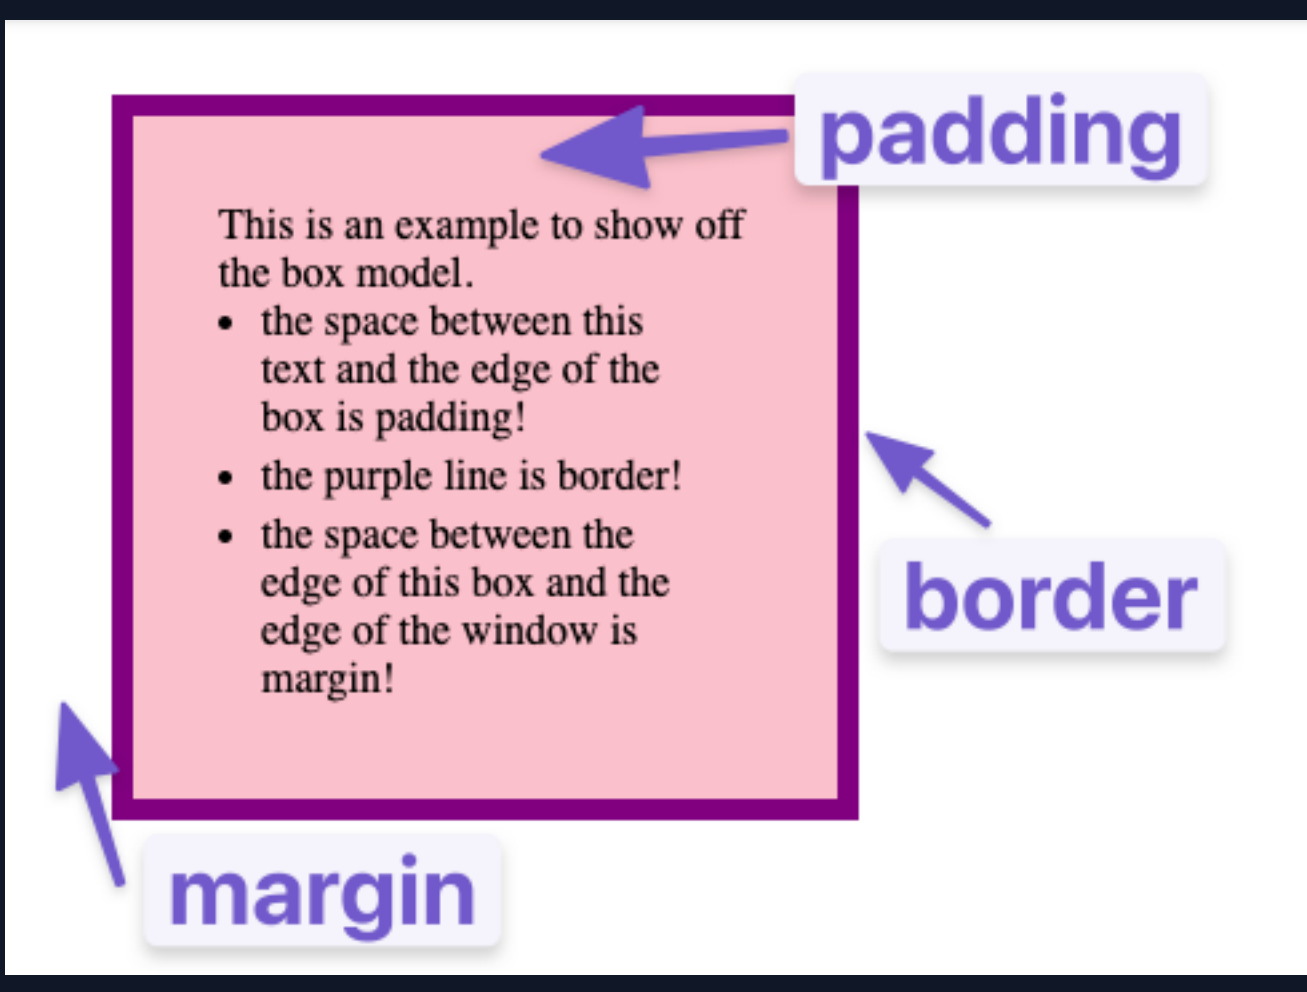 padding
This is an example to show off
the box model.
• the space between this
text and the edge of the
box is padding!
• the purple line is border!
• the space between the
edge of this box and the
edge of the window is
margin!
border
margin